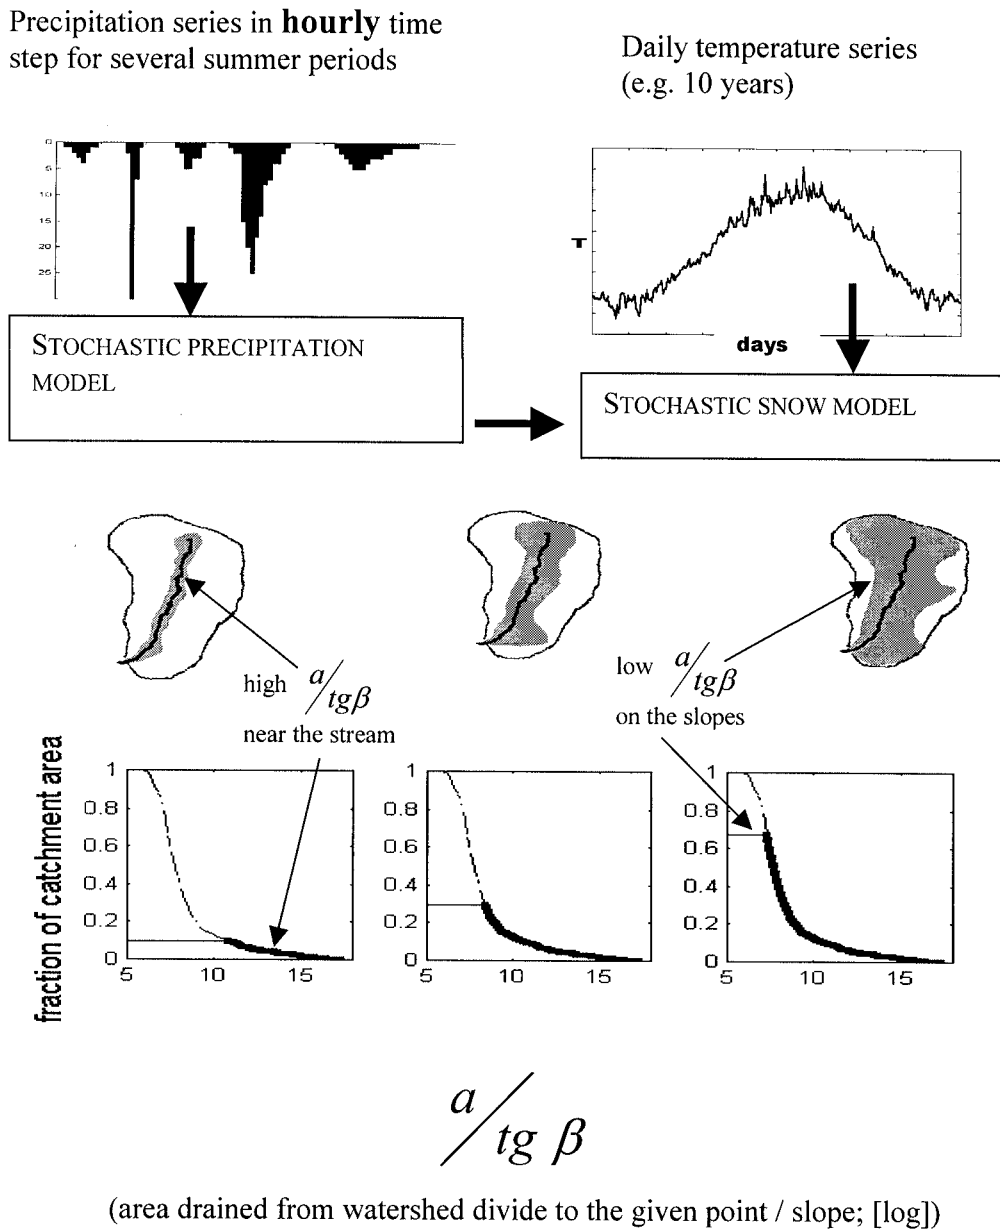 Precipitation series in hourly time
step for several summer periods
Daily temperature series
(e.g. 10 years)
0
5
10
15
20
25
T
days
STOCHASTIC PRECIPITATION
MODEL
STOCHASTIC SNOW MODEL
high a/tgβ
near the stream
low a/tgβ
on the slopes
fraction of catchment area
1
0.8
0.6
0.4
0.2
0
5 10 15
1
0.8
0.6
0.4
0.2
0
5 10 15
1
0.8
0.6
0.4
0.2
0
5 10 15
a/tg β
(area drained from watershed divide to the given point / slope; [log])